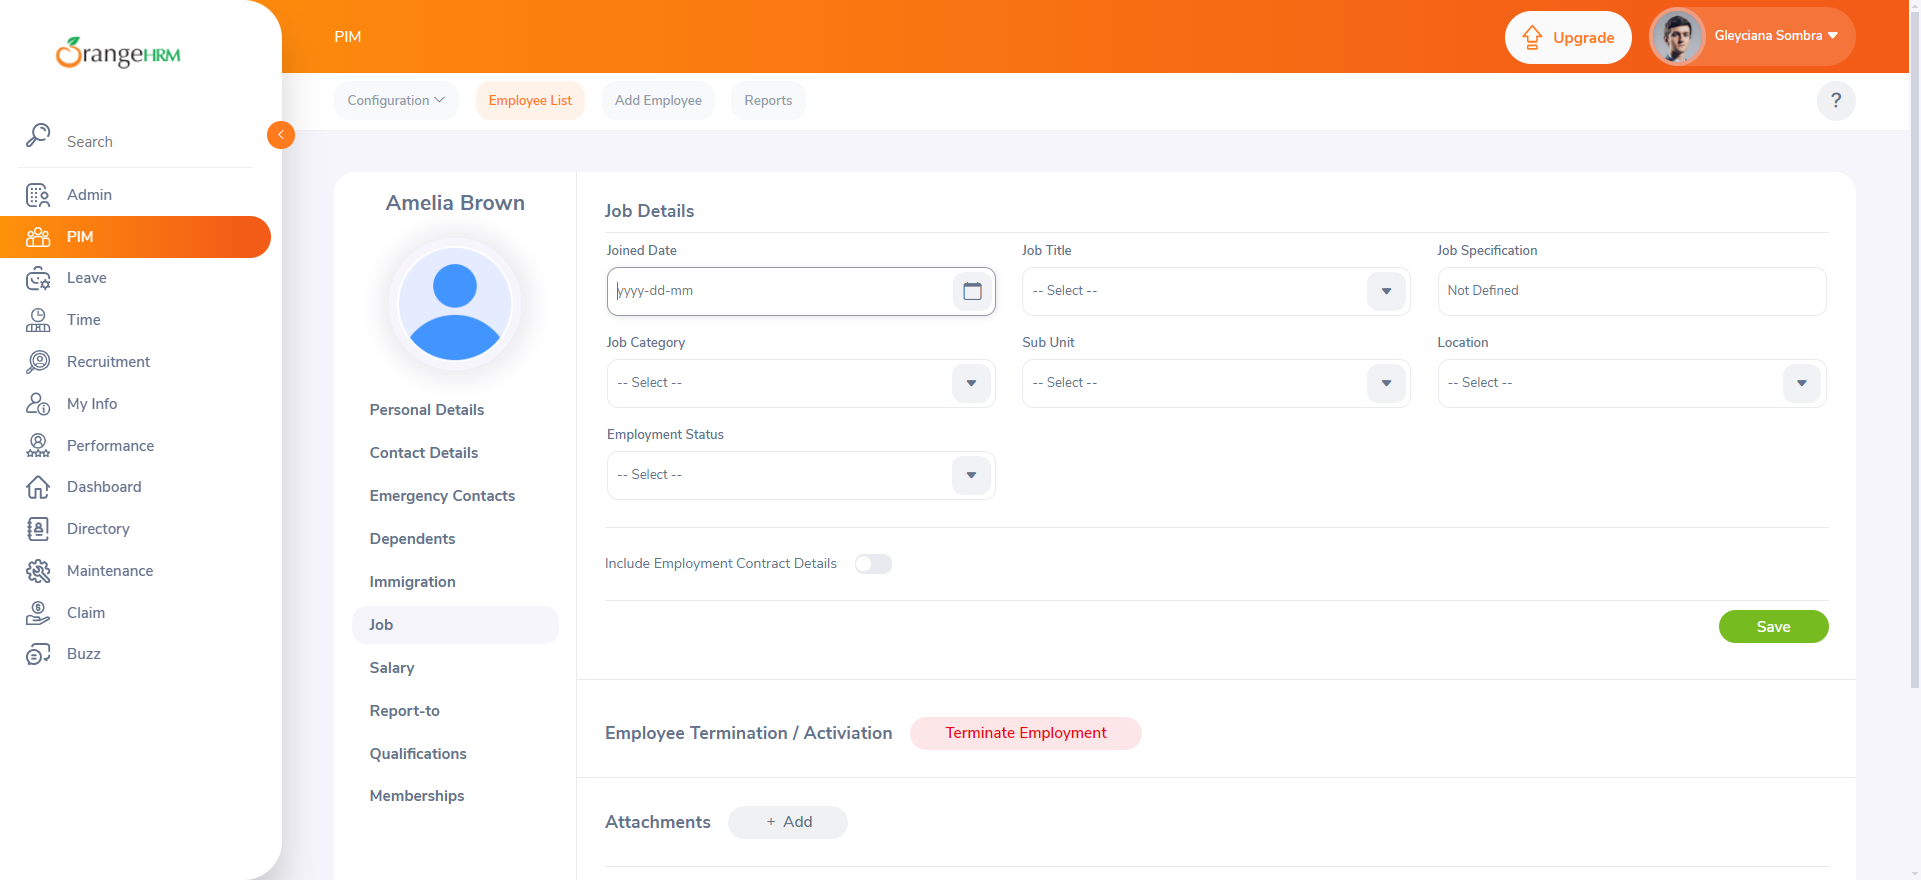 OrangeHRM
PIM
Upgrade
Gleyciana Sombra
Configuration
Employee List
Add Employee
Reports
?
Search
Admin
PIM
Leave
Time
Recruitment
My Info
Performance
Dashboard
Directory
Maintenance
Claim
Buzz
Amelia Brown
Personal Details
Contact Details
Emergency Contacts
Dependents
Immigration
Job
Salary
Report-to
Qualifications
Memberships
Job Details
Joined Date
yyyy-dd-mm
Job Title
-- Select --
Job Specification
Not Defined
Job Category
-- Select --
Sub Unit
-- Select --
Location
-- Select --
Employment Status
-- Select --
Include Employment Contract Details
Save
Employee Termination / Activiation
Terminate Employment
Attachments
+ Add